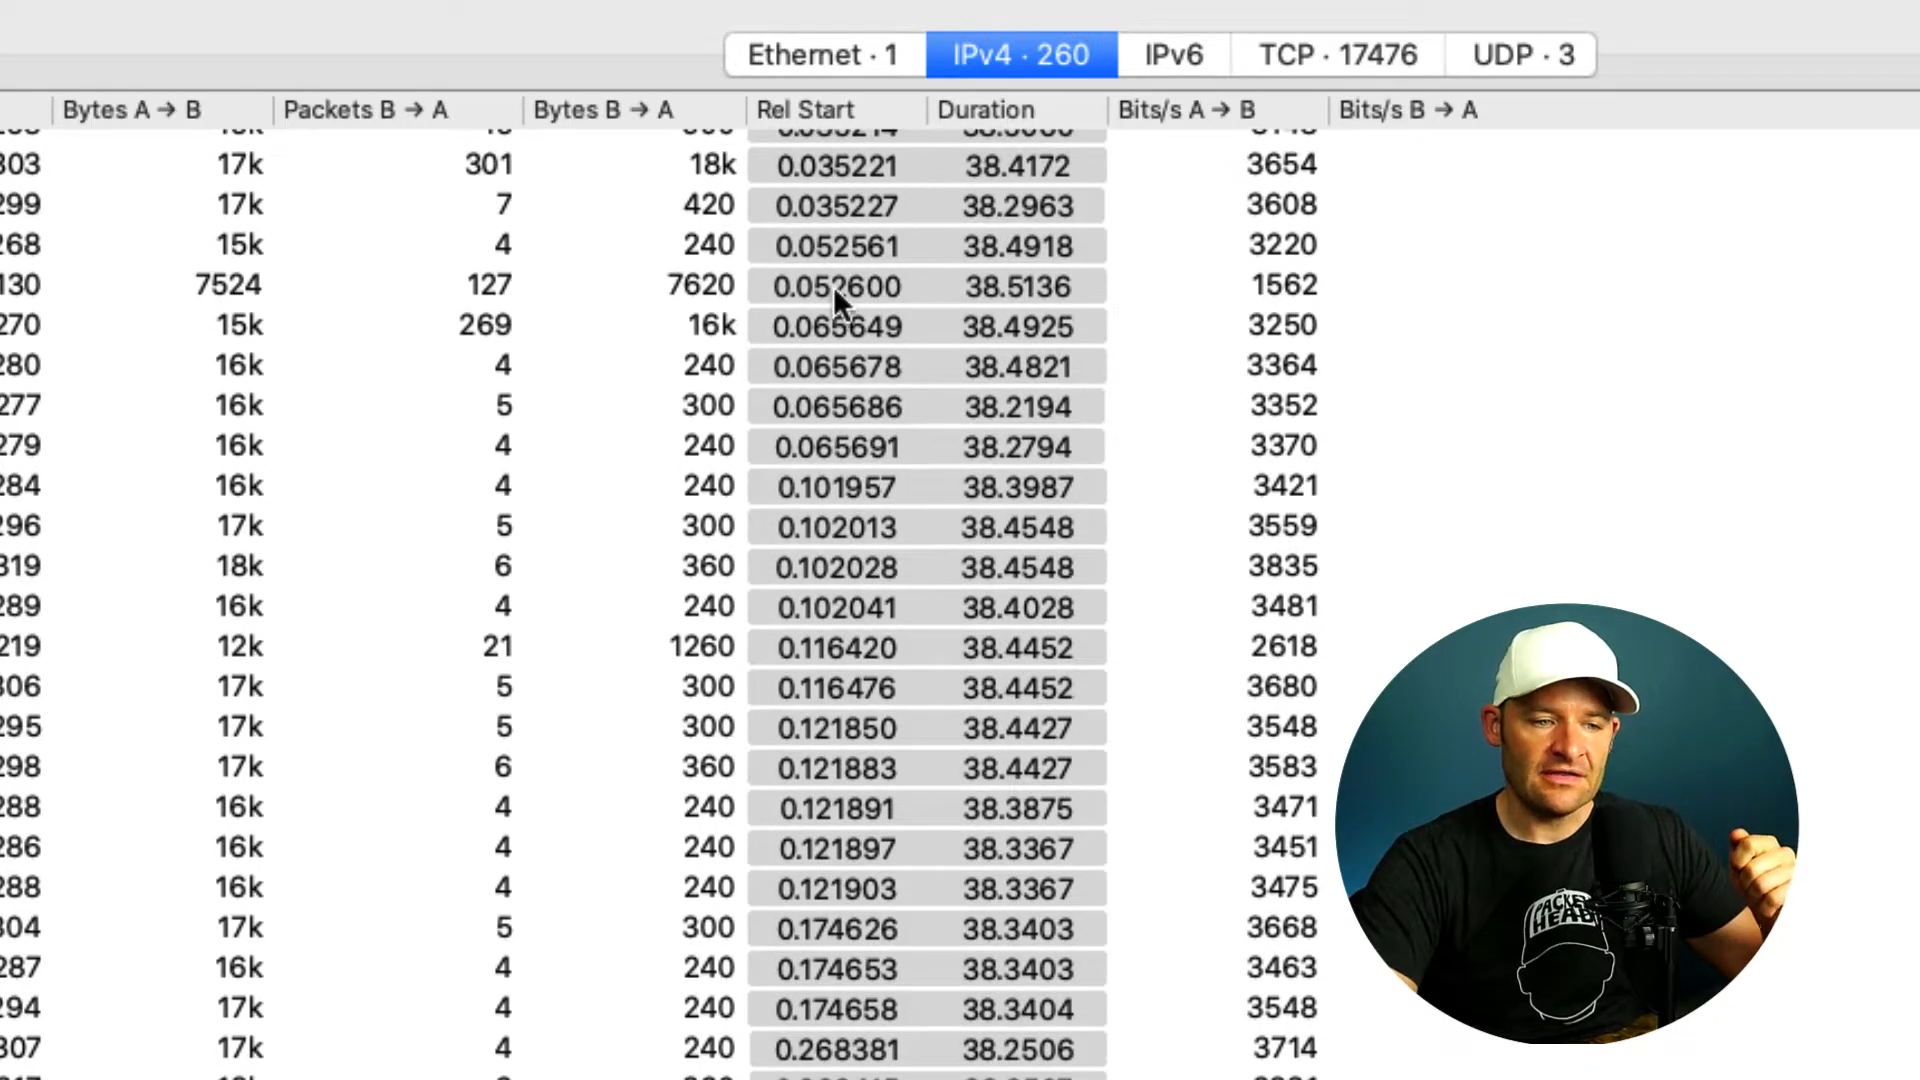 Ethernet · 1 IPv4 · 260 IPv6 TCP · 17476 UDP · 3
Bytes A → B Packets B → A Bytes B → A Rel Start Duration Bits/s A → B Bits/s B → A
303 17k 301 18k 0.035221 38.4172 3654
299 17k 7 420 0.035227 38.2963 3608
268 15k 4 240 0.052561 38.4918 3220
130 7524 127 7620 0.052600 38.5136 1562
270 15k 269 16k 0.065649 38.4925 3250
280 16k 4 240 0.065678 38.4821 3364
277 16k 5 300 0.065686 38.2194 3352
279 16k 4 240 0.065691 38.2794 3370
284 16k 4 240 0.101957 38.3987 3421
296 17k 5 300 0.102013 38.4548 3559
319 18k 6 360 0.102028 38.4548 3835
289 16k 4 240 0.102041 38.4028 3481
219 12k 21 1260 0.116420 38.4452 2618
306 17k 5 300 0.116476 38.4452 3680
295 17k 5 300 0.121850 38.4427 3548
298 17k 6 360 0.121883 38.4427 3583
288 16k 4 240 0.121891 38.3875 3471
286 16k 4 240 0.121897 38.3367 3451
288 16k 4 240 0.121903 38.3367 3475
304 17k 5 300 0.174626 38.3403 3668
287 16k 4 240 0.174653 38.3403 3463
294 17k 4 240 0.174658 38.3404 3548
307 17k 4 240 0.268381 38.2506 3714
PACKET
HEAD